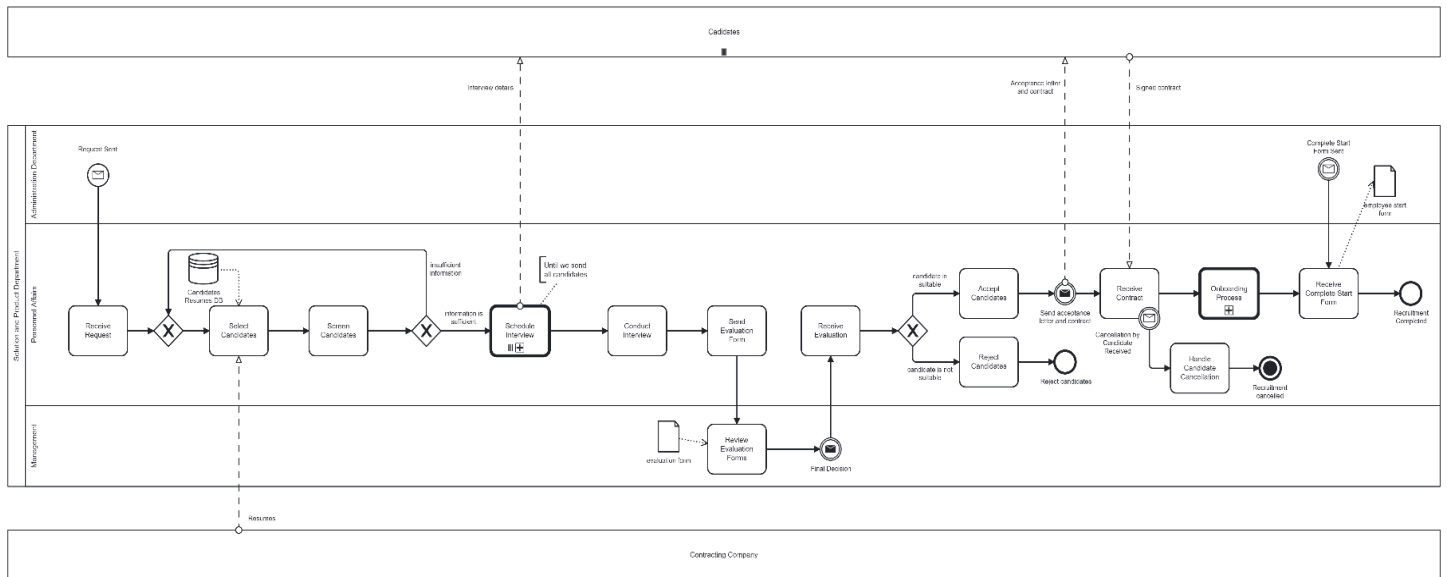 Cadidates
Interview details
Acceptance letter
and contract
Signed contract
Solution and Product Department
Administration Department
Request Sent
Complete Start
Form Sent
employee start
form
Personnel Affairs
Candidates
Resumes DB
insufficient
information
Until we send
all candidates
candidate is
suitable
Accept
Candidates
Send acceptance
letter and contract
Receive
Contract
Onboarding
Process
Receive
Complete Start
Form
Recruitment
Completed
Receive
Request
Select
Candidates
Screen
Candidates
information is
sufficient
Schedule
Interview
Conduct
Interview
Send
Evaluation
Form
Receive
Evaluation
Cancellation by
Candidate
Received
candidate is not
suitable
Reject
Candidates
Reject candidates
Handle
Candidate
Cancellation
Recruitment
cancelled
Management
evaluation form
Review
Evaluation
Forms
Final Decision
Resumes
Contracting Company